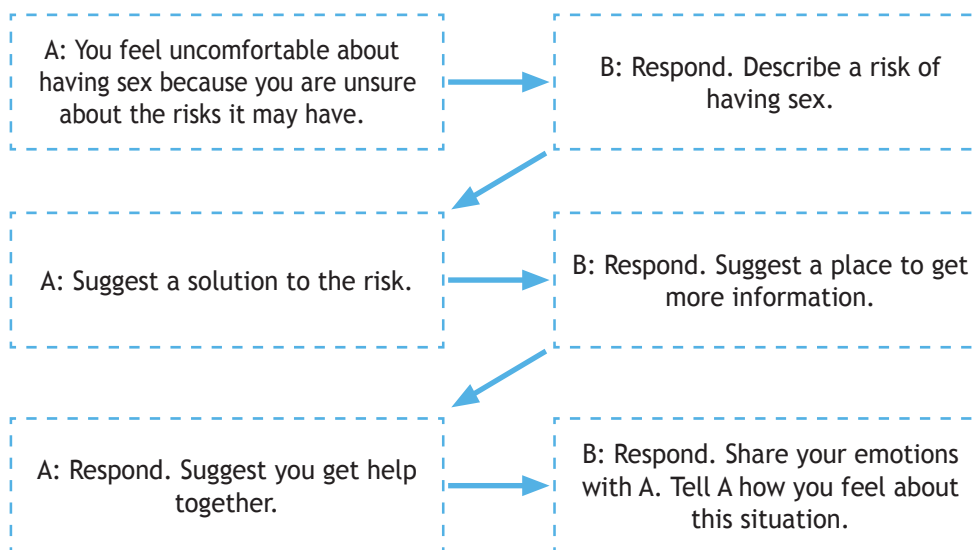 A: You feel uncomfortable about
having sex because you are unsure
about the risks it may have.
B: Respond. Describe a risk of
having sex.
A: Suggest a solution to the risk.
B: Respond. Suggest a place to get
more information.
A: Respond. Suggest you get help
together.
B: Respond. Share your emotions
with A. Tell A how you feel about
this situation.